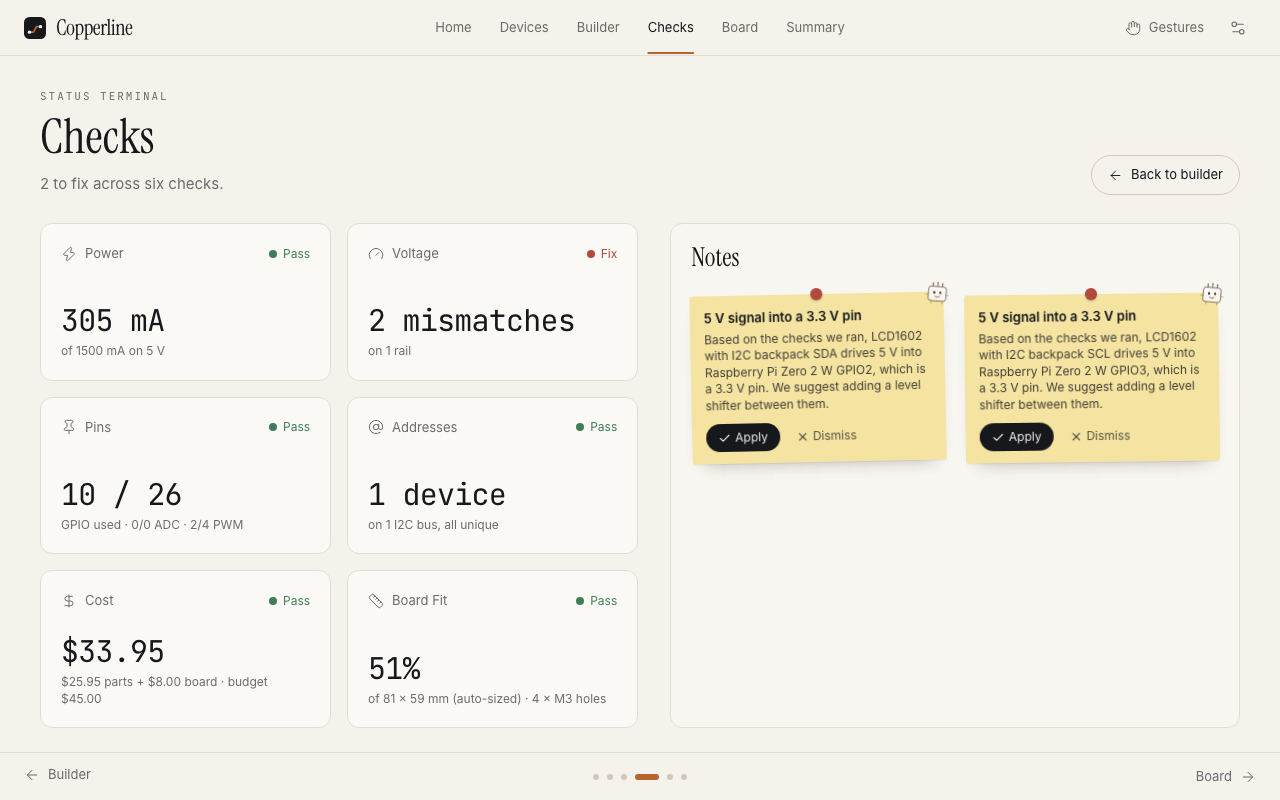 Copperline
Home
Devices
Builder
Checks
Board
Summary
Gestures
STATUS TERMINAL
Checks
2 to fix across six checks.
Back to builder
Power
Pass
305 mA
of 1500 mA on 5 V
Voltage
Fix
2 mismatches
on 1 rail
Pins
Pass
10 / 26
GPIO used · 0/0 ADC · 2/4 PWM
Addresses
Pass
1 device
on 1 I2C bus, all unique
Cost
Pass
$33.95
$25.95 parts + $8.00 board · budget
$45.00
Board Fit
Pass
51%
of 81 × 59 mm (auto-sized) · 4 × M3 holes
Notes
5 V signal into a 3.3 V pin
Based on the checks we ran, LCD1602
with I2C backpack SDA drives 5 V into
Raspberry Pi Zero 2 W GPIO2, which is
a 3.3 V pin. We suggest adding a level
shifter between them.
Apply
Dismiss
5 V signal into a 3.3 V pin
Based on the checks we ran, LCD1602
with I2C backpack SCL drives 5 V into
Raspberry Pi Zero 2 W GPIO3, which is
a 3.3 V pin. We suggest adding a level
shifter between them.
Apply
Dismiss
Builder
Board